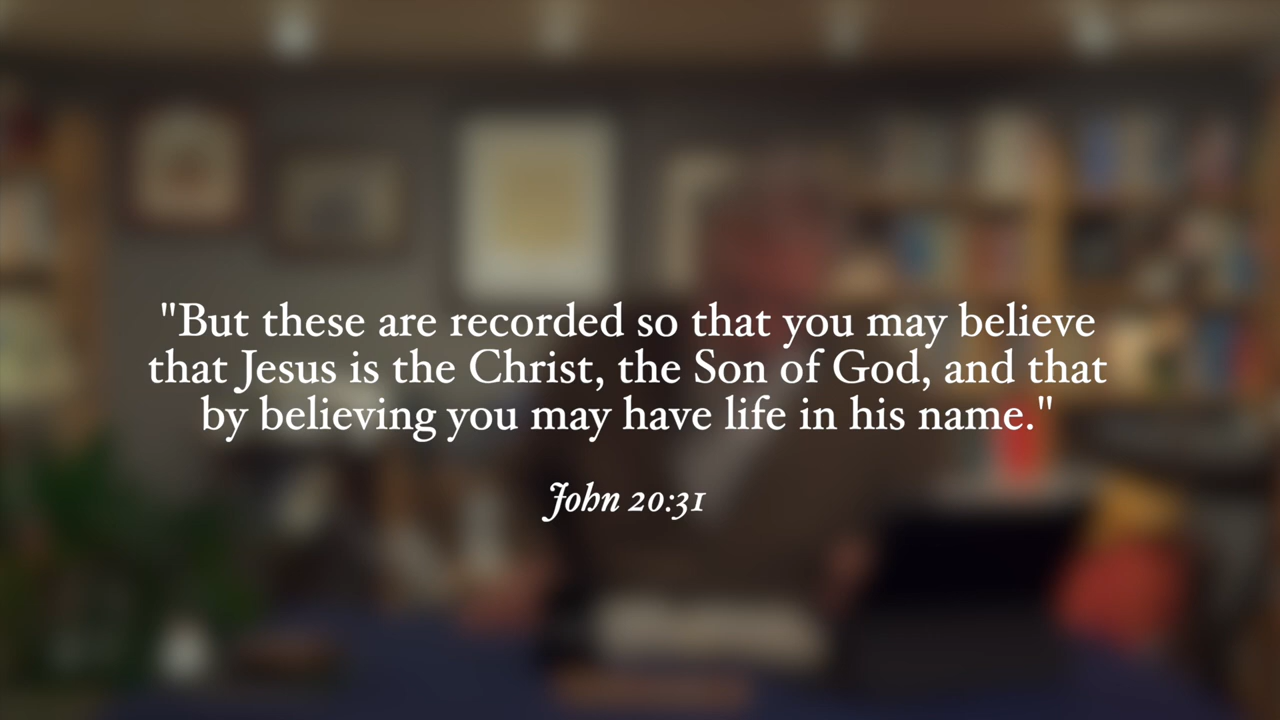 "But these are recorded so that you may believe
that Jesus is the Christ, the Son of God, and that
by believing you may have life in his name."
John 20:31